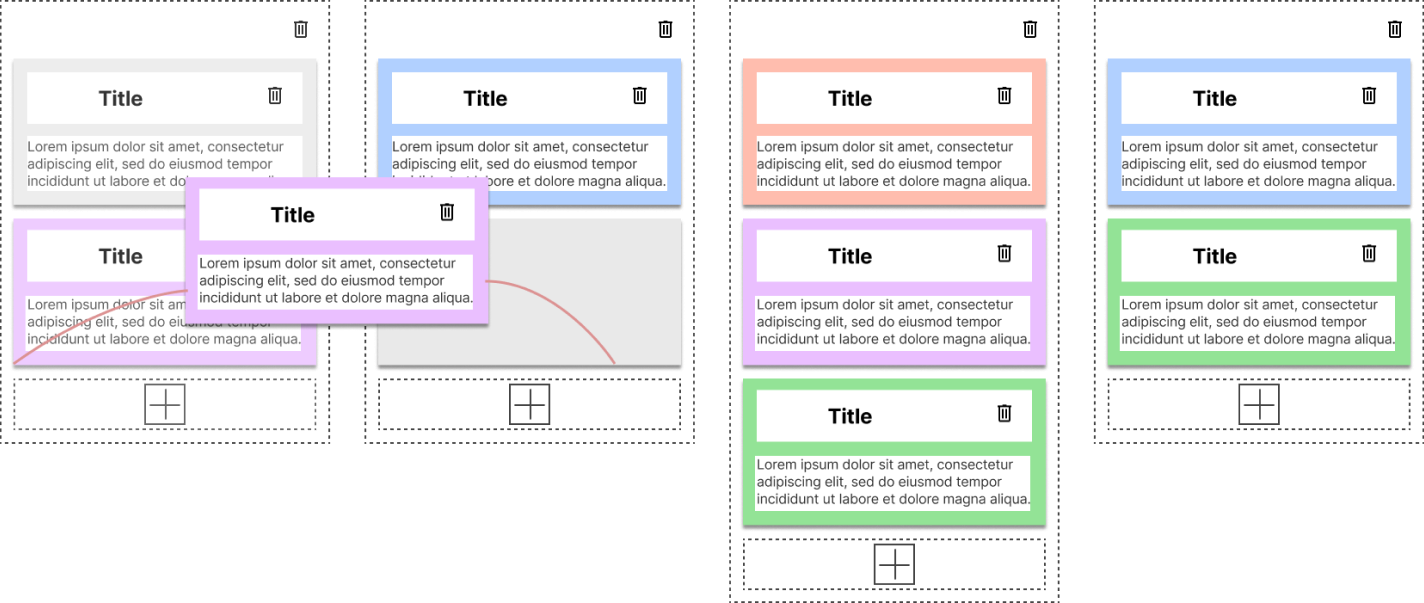 Title
Lorem ipsum dolor sit amet, consectetur
adipiscing elit, sed do eiusmod tempor
incididunt ut labore et do
Title
Lorem ipsum dolor sit am
adipiscing elit, sed do eiusmod tempor
incididunt ut labore et dolore magna aliqua.
Title
Lorem ipsum dolor sit amet, consectetur
adipiscing elit, sed do eiusmod tempor
incididunt ut labore et dolore magna aliqua.
Title
Lorem ipsum dolor sit amet, consectetur
adipiscing elit, sed do eiusmod tempor
ore et dolore magna aliqua.
Title
Lorem ipsum dolor sit amet, consectetur
adipiscing elit, sed do eiusmod tempor
incididunt ut labore et dolore magna aliqua.
Title
Lorem ipsum dolor sit amet, consectetur
adipiscing elit, sed do eiusmod tempor
incididunt ut labore et dolore magna aliqua.
Title
Lorem ipsum dolor sit amet, consectetur
adipiscing elit, sed do eiusmod tempor
incididunt ut labore et dolore magna aliqua.
Title
Lorem ipsum dolor sit amet, consectetur
adipiscing elit, sed do eiusmod tempor
incididunt ut labore et dolore magna aliqua.
Title
Lorem ipsum dolor sit amet, consectetur
adipiscing elit, sed do eiusmod tempor
incididunt ut labore et dolore magna aliqua.